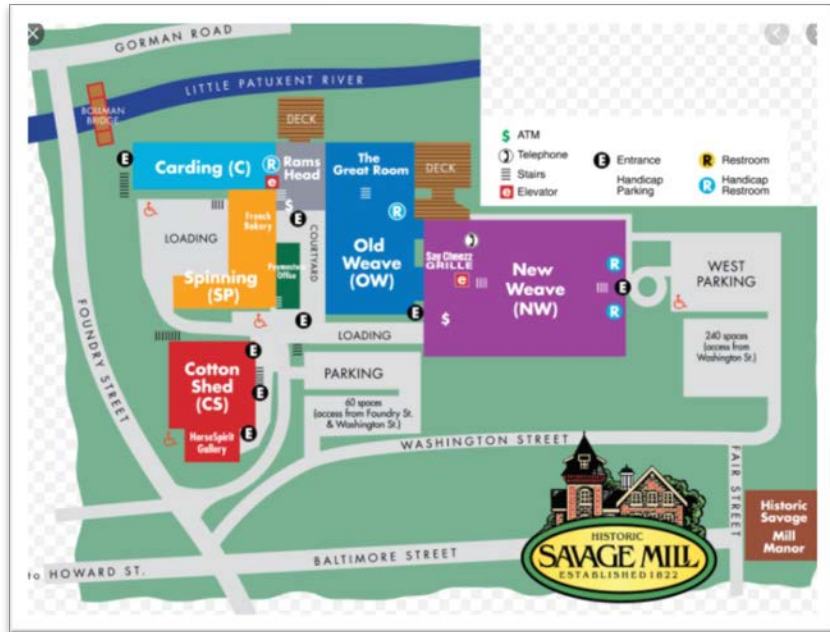 GORMAN ROAD
LITTLE PATUXENT RIVER
BOLLMAN
BRIDGE
DECK
E
Carding (C)
R
e
Rams
Head
$
E
The
Great Room
R
Old
Weave
(OW)
DECK
$ ATM
Telephone
Stairs
e Elevator
E Entrance
Handicap
Parking
R Restroom
R Handicap
Restroom
LOADING
French
Bakery
Spinning
(SP)
Paymasters
Office
COURTYARD
E
Say Cheezz
GRILLE
e
$
New
Weave
(NW)
R
E
R
WEST
PARKING
240 spaces
(access from
Washington St.)
E
LOADING
FOUNDRY STREET
E
Cotton
Shed
(CS)
E
HorseSpirit
Gallery
E
PARKING
60 spaces
(access from Foundry St.
& Washington St.)
WASHINGTON STREET
FAIR STREET
Historic
Savage
Mill
Manor
HISTORIC
SAVAGE MILL
ESTABLISHED 1822
BALTIMORE STREET
to HOWARD ST.